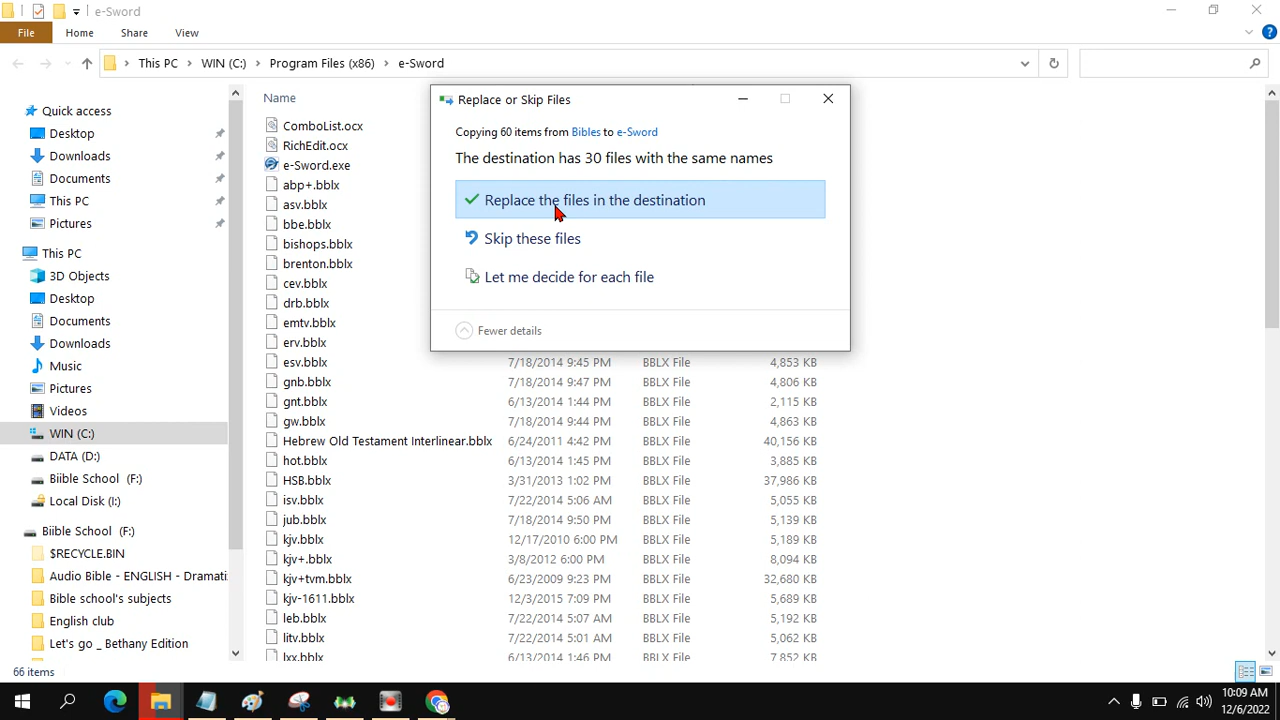 e-Sword
File
Home
Share
View
This PC
WIN (C:)
Program Files (x86)
e-Sword
Quick access
Desktop
Downloads
Documents
This PC
Pictures
This PC
3D Objects
Desktop
Documents
Downloads
Music
Pictures
Videos
WIN (C:)
DATA (D:)
Biible School (F:)
Local Disk (I:)
Biible School (F:)
$RECYCLE.BIN
Audio Bible - ENGLISH - Dramati
Bible school's subjects
English club
Let's go _ Bethany Edition
Name
ComboList.ocx
RichEdit.ocx
e-Sword.exe
abp+.bblx
asv.bblx
bbe.bblx
bishops.bblx
brenton.bblx
cev.bblx
drb.bblx
emtv.bblx
erv.bblx
esv.bblx 7/18/2014 9:45 PM BBLX File 4,853 KB
gnb.bblx 7/18/2014 9:47 PM BBLX File 4,806 KB
gnt.bblx 6/13/2014 1:44 PM BBLX File 2,115 KB
gw.bblx 7/18/2014 9:44 PM BBLX File 4,863 KB
Hebrew Old Testament Interlinear.bblx 6/24/2011 4:42 PM BBLX File 40,156 KB
hot.bblx 6/13/2014 1:45 PM BBLX File 3,885 KB
HSB.bblx 3/31/2013 1:02 PM BBLX File 37,986 KB
isv.bblx 7/22/2014 5:06 AM BBLX File 5,055 KB
jub.bblx 7/18/2014 9:50 PM BBLX File 5,139 KB
kjv.bblx 12/17/2010 6:00 PM BBLX File 5,189 KB
kjv+.bblx 3/8/2012 6:00 PM BBLX File 8,094 KB
kjv+tvm.bblx 6/23/2009 9:23 PM BBLX File 32,680 KB
kjv-1611.bblx 12/3/2015 7:09 PM BBLX File 5,689 KB
leb.bblx 7/22/2014 5:07 AM BBLX File 5,192 KB
litv.bblx 7/22/2014 5:01 AM BBLX File 5,062 KB
lxx.bblx 6/13/2014 1:46 PM BBLX File 7,852 KB
Replace or Skip Files
Copying 60 items from Bibles to e-Sword
The destination has 30 files with the same names
Replace the files in the destination
Skip these files
Let me decide for each file
Fewer details
66 items
10:09 AM
12/6/2022